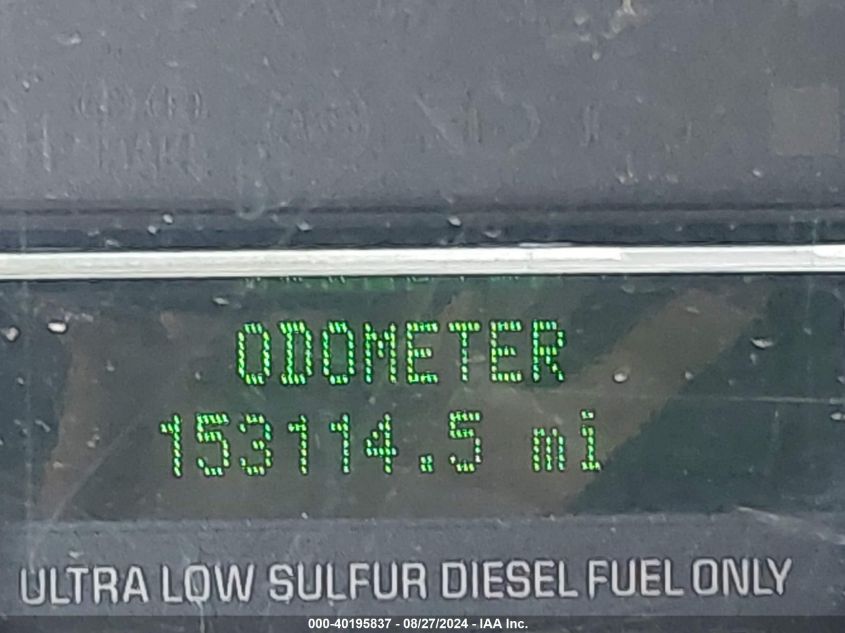 ODOMETER
153114.5 mi
ULTRA LOW SULFUR DIESEL FUEL ONLY
000-40195837 - 08/27/2024 - IAA Inc.